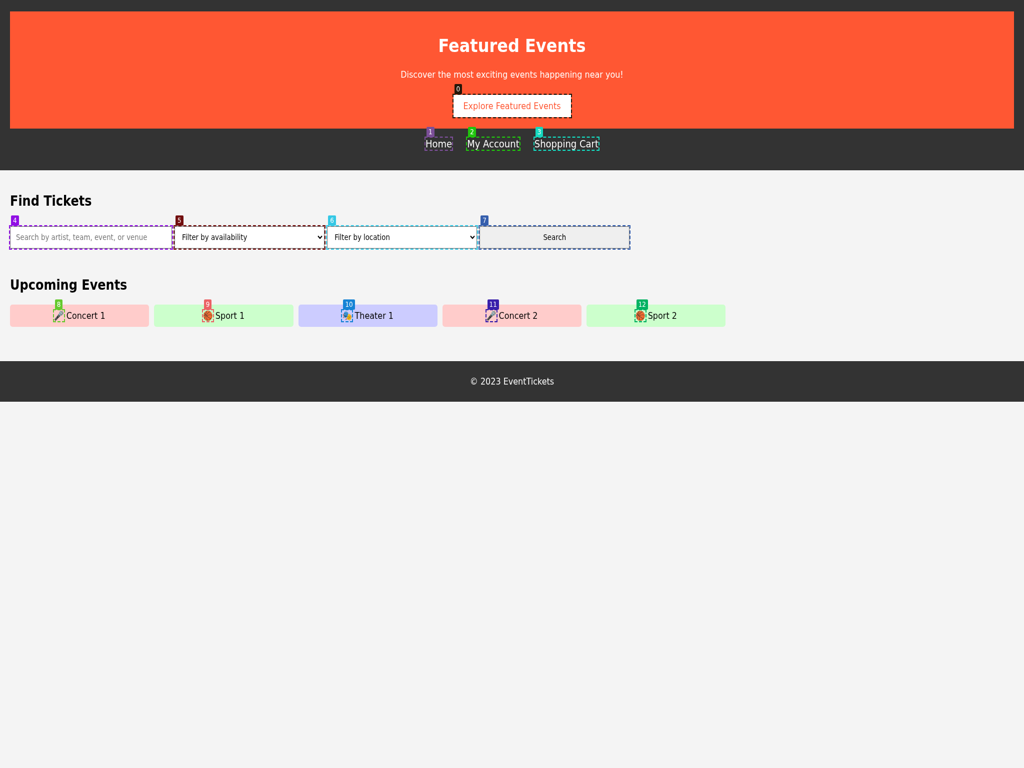 Featured Events
Discover the most exciting events happening near you!
0
Explore Featured Events
1 2 3
Home My Account Shopping Cart
Find Tickets
4 5 6 7
Search by artist, team, event, or venue Filter by availability Filter by location Search
Upcoming Events
8 9 10 11 12
Concert 1 Sport 1 Theater 1 Concert 2 Sport 2
© 2023 EventTickets